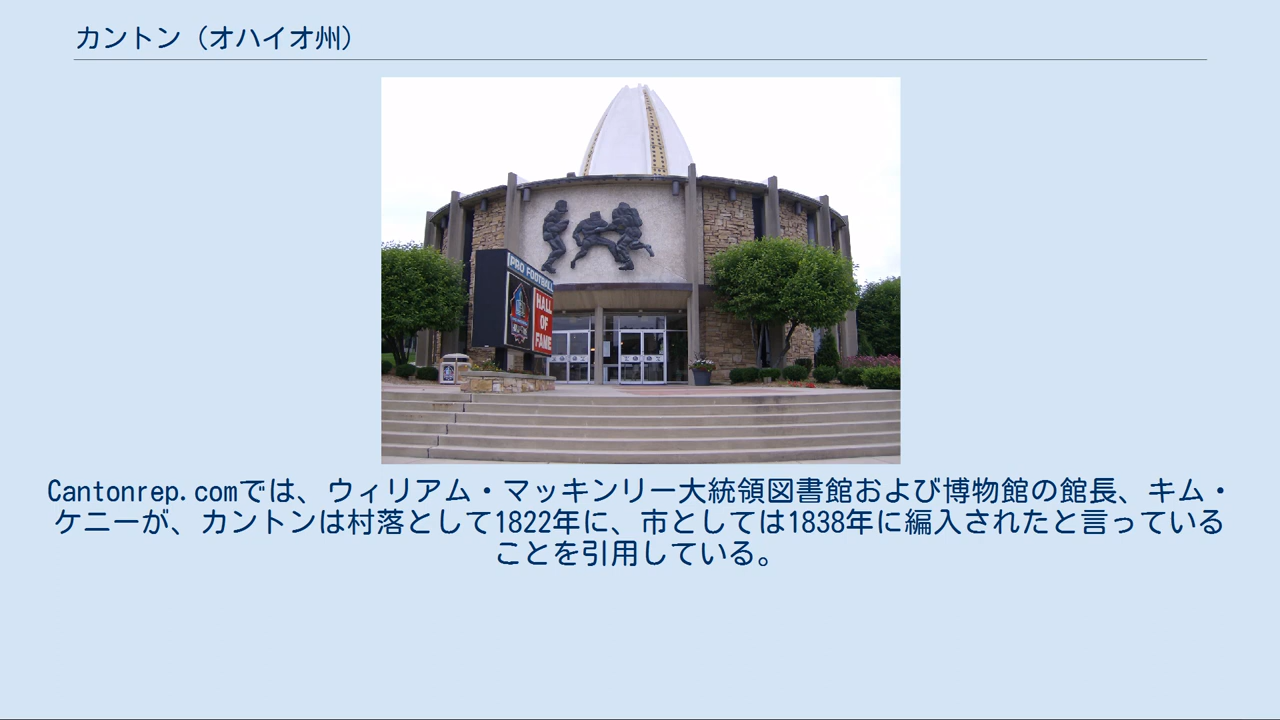 カントン（オハイオ州）
PRO FOOTBALL
HALL
OF
FAME
Cantonrep.comでは、ウィリアム・マッキンリー大統領図書館および博物館の館長、キム・
ケニーが、カントンは村落として1822年に、市としては1838年に編入されたと言っている
ことを引用している。